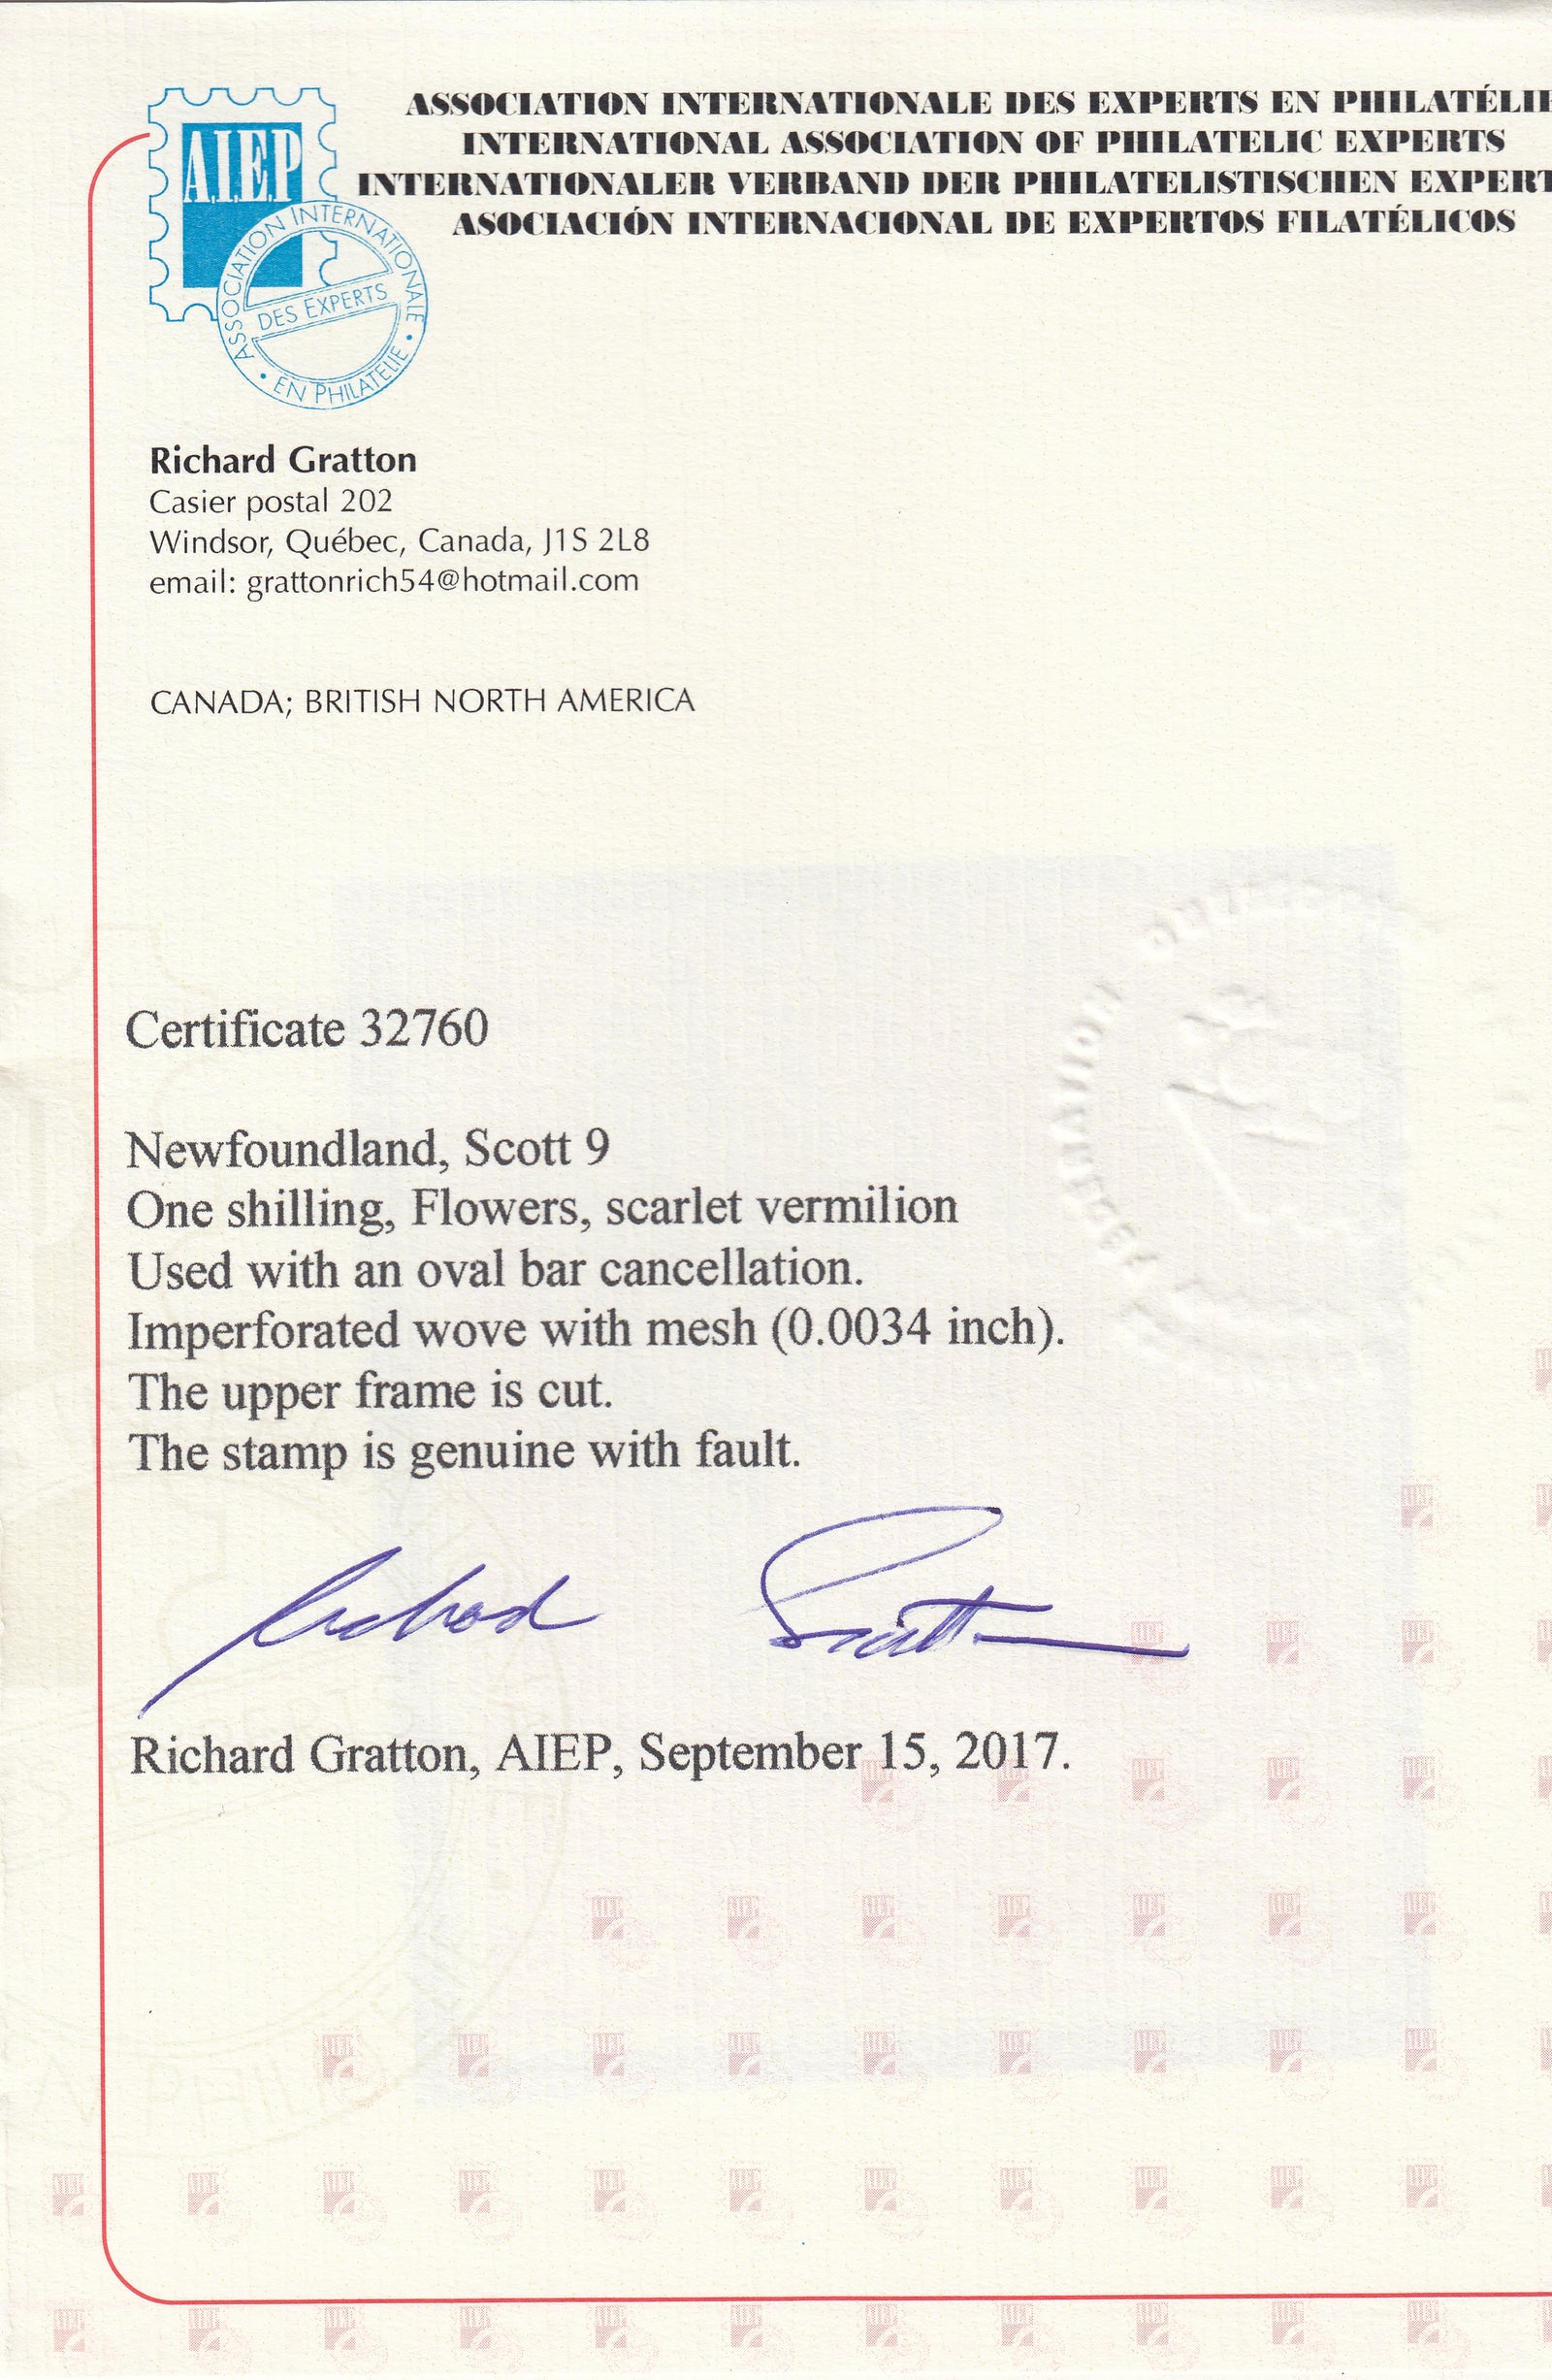 ASSOCIATION INTERNATIONALE DES EXPERTS EN PHILATÉLIE
INTERNATIONAL ASSOCIATION OF PHILATELIC EXPERTS
INTERNATIONALER VERBAND DER PHILATELISTISCHEN EXPERT
ASOCIACIÓN INTERNACIONAL DE EXPERTOS FILATÉLICOS
A.I.E.P
ASSOCIATION INTERNATIONALE
DES EXPERTS
• EN PHILATELIE •
Richard Gratton
Casier postal 202
Windsor, Québec, Canada, J1S 2L8
email: grattonrich54@hotmail.com
CANADA; BRITISH NORTH AMERICA
Certificate 32760
Newfoundland, Scott 9
One shilling, Flowers, scarlet vermilion
Used with an oval bar cancellation.
Imperforated wove with mesh (0.0034 inch).
The upper frame is cut.
The stamp is genuine with fault.
Richard Gratton
Richard Gratton, AIEP, September 15, 2017.